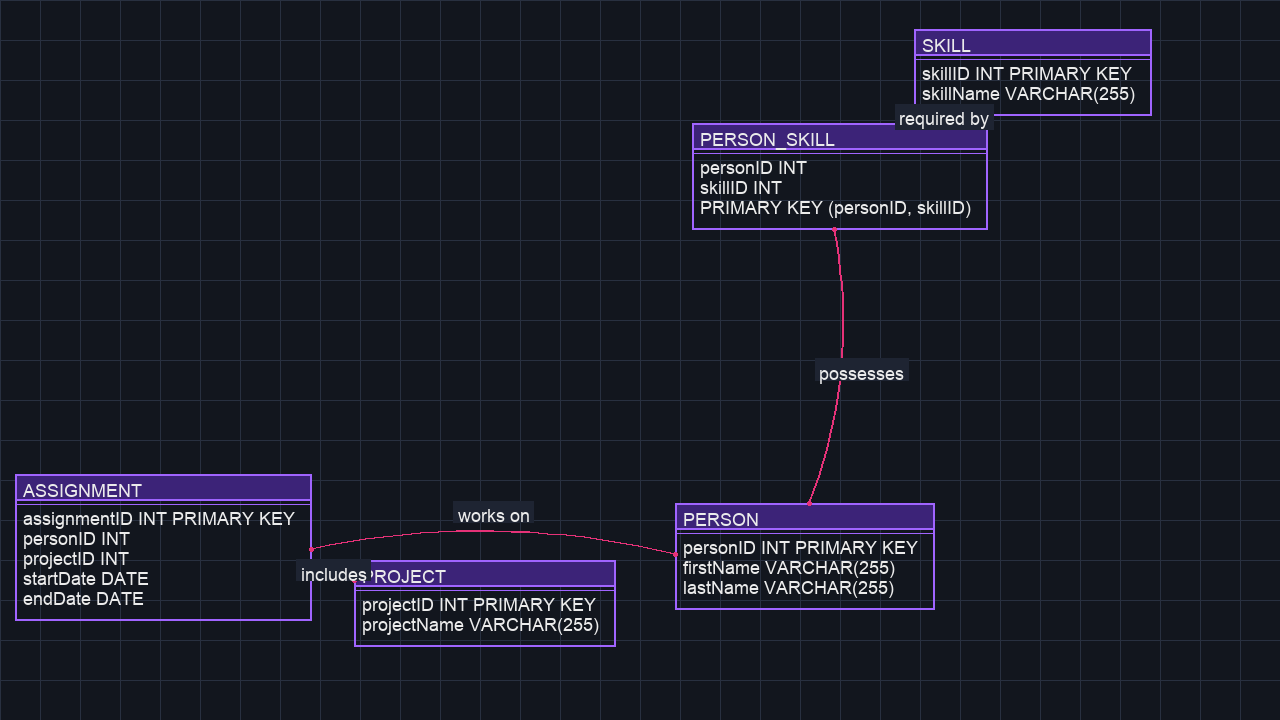 SKILL
skillID INT PRIMARY KEY
skillName VARCHAR(255)
required by
PERSON_SKILL
personID INT
skillID INT
PRIMARY KEY (personID, skillID)
possesses
ASSIGNMENT
assignmentID INT PRIMARY KEY
personID INT
projectID INT
startDate DATE
endDate DATE
works on
includes
PROJECT
projectID INT PRIMARY KEY
projectName VARCHAR(255)
PERSON
personID INT PRIMARY KEY
firstName VARCHAR(255)
lastName VARCHAR(255)